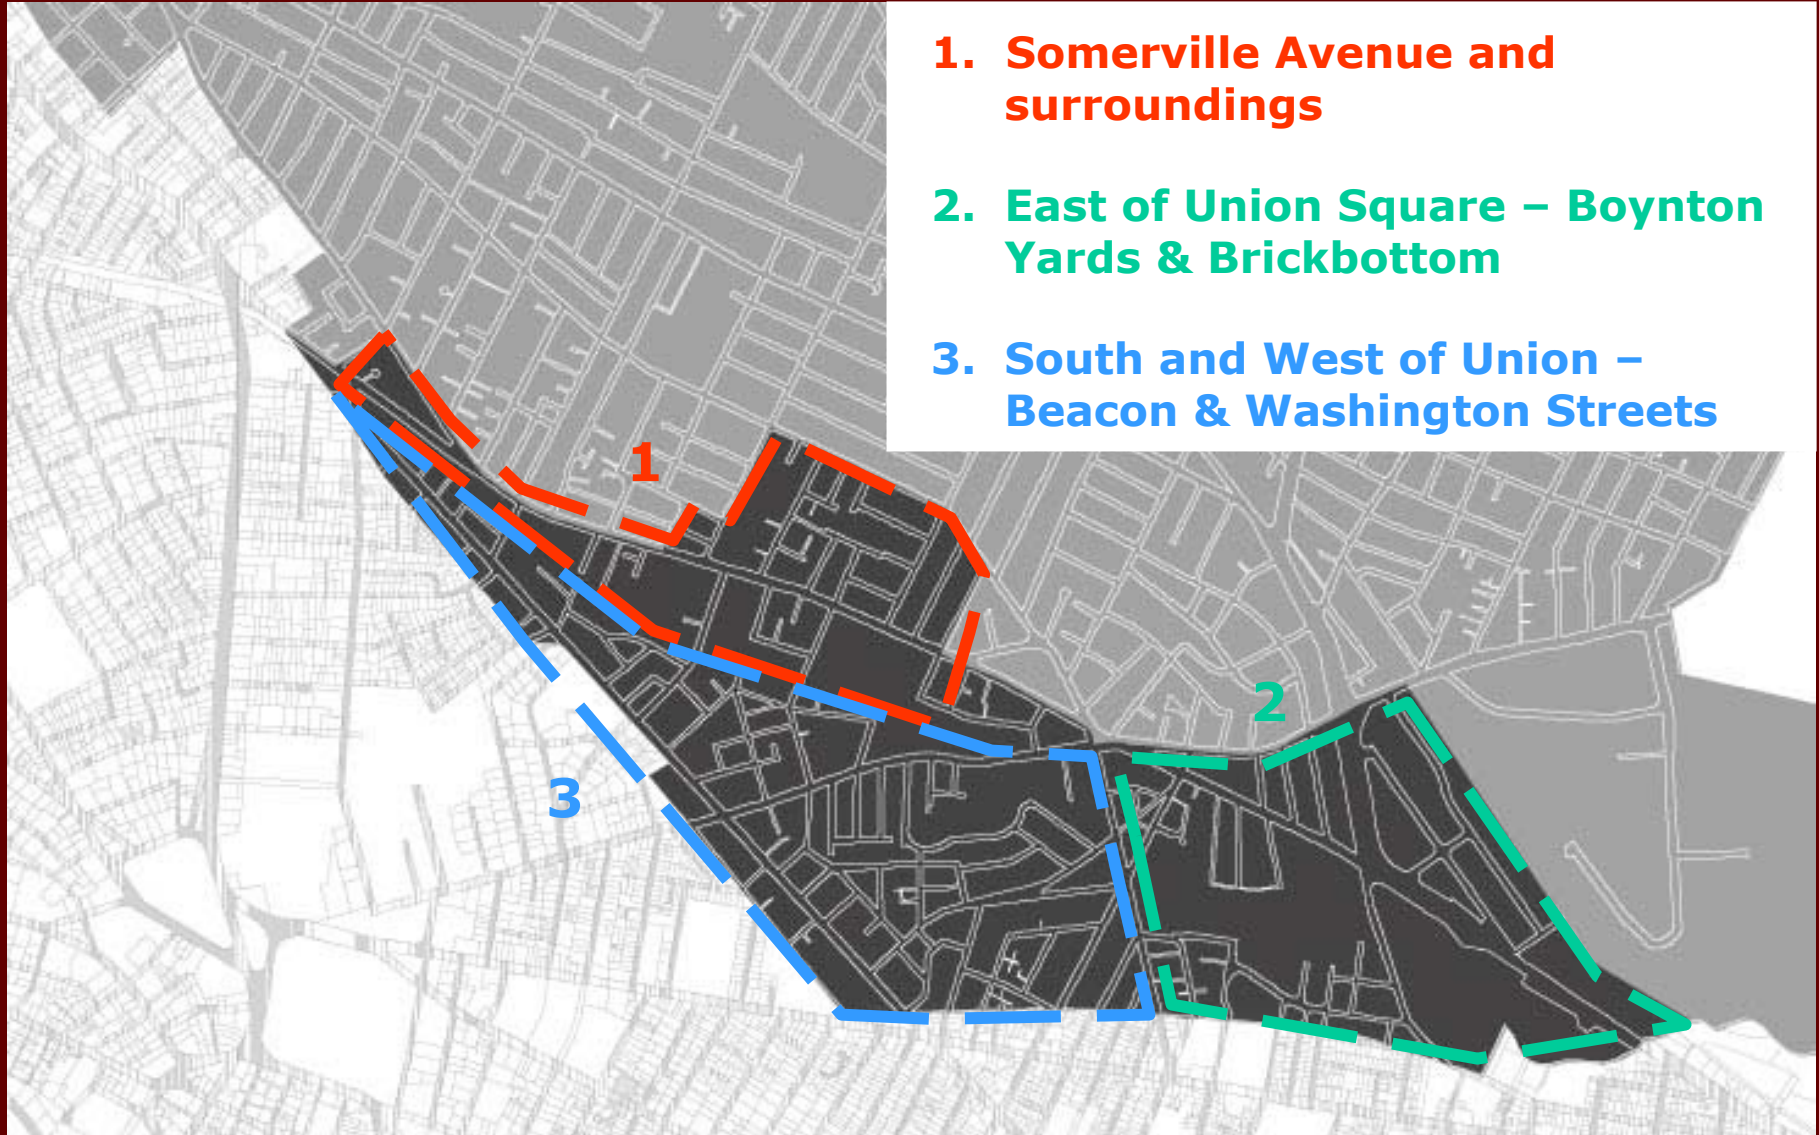 1. Somerville Avenue and
surroundings
2. East of Union Square – Boynton
Yards & Brickbottom
3. South and West of Union –
Beacon & Washington Streets
1
2
3